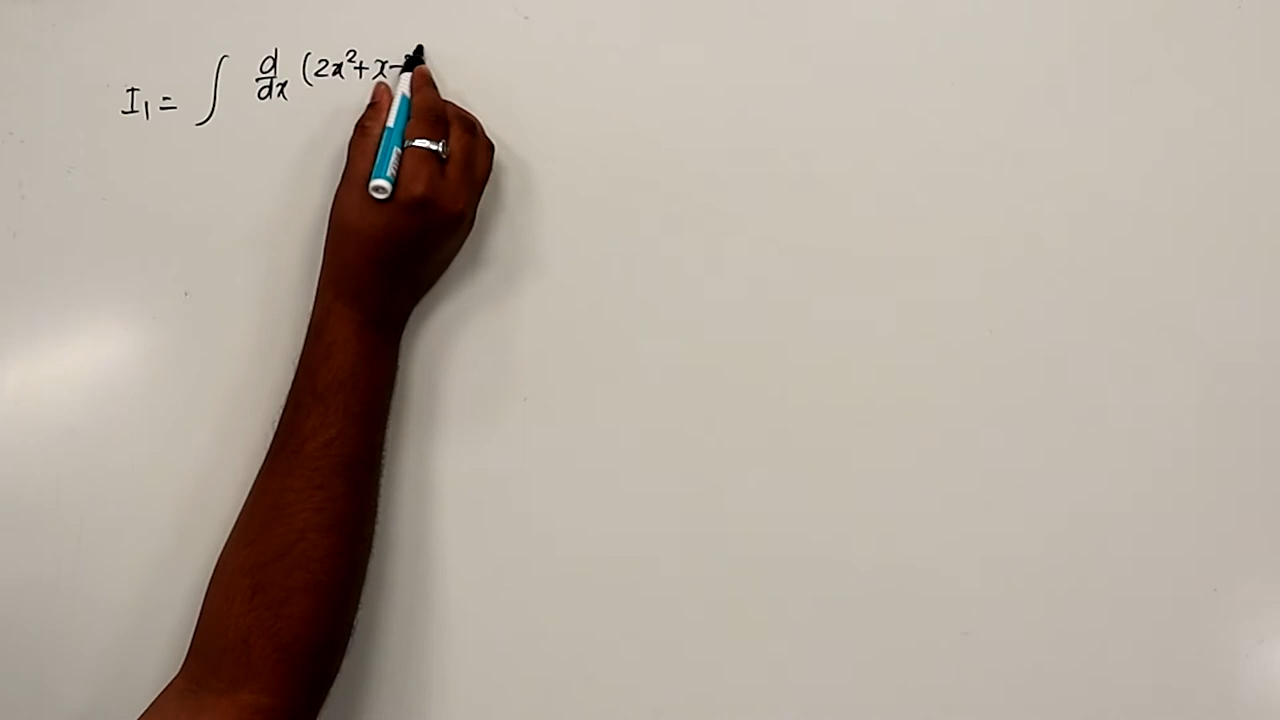 I₁ = ∫ d/dx (2x²+x-